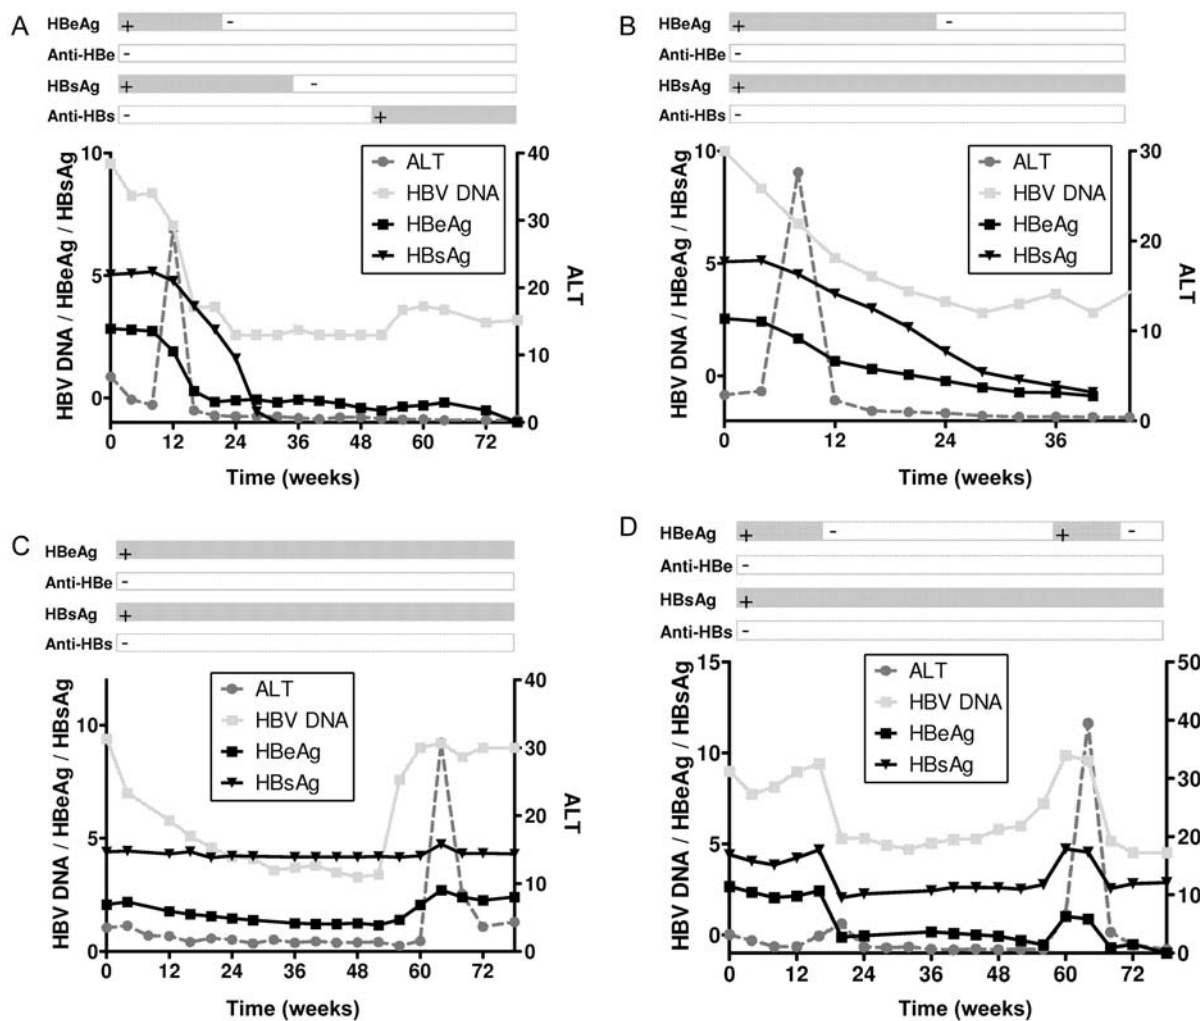 A
HBeAg + -
Anti-HBe -
HBsAg + -
Anti-HBs - +
10
5
0
HBV DNA / HBeAg / HBsAg
40
30
20
10
0
ALT
ALT
HBV DNA
HBeAg
HBsAg
0 12 24 36 48 60 72
Time (weeks)
B
HBeAg + -
Anti-HBe -
HBsAg +
Anti-HBs -
10
5
0
HBV DNA / HBeAg / HBsAg
30
20
10
0
ALT
ALT
HBV DNA
HBeAg
HBsAg
0 12 24 36
Time (weeks)
C
HBeAg +
Anti-HBe -
HBsAg +
Anti-HBs -
10
5
0
HBV DNA / HBeAg / HBsAg
40
30
20
10
0
ALT
ALT
HBV DNA
HBeAg
HBsAg
0 12 24 36 48 60 72
Time (weeks)
D
HBeAg + - + -
Anti-HBe -
HBsAg +
Anti-HBs -
15
10
5
0
HBV DNA / HBeAg / HBsAg
50
40
30
20
10
0
ALT
ALT
HBV DNA
HBeAg
HBsAg
0 12 24 36 48 60 72
Time (weeks)